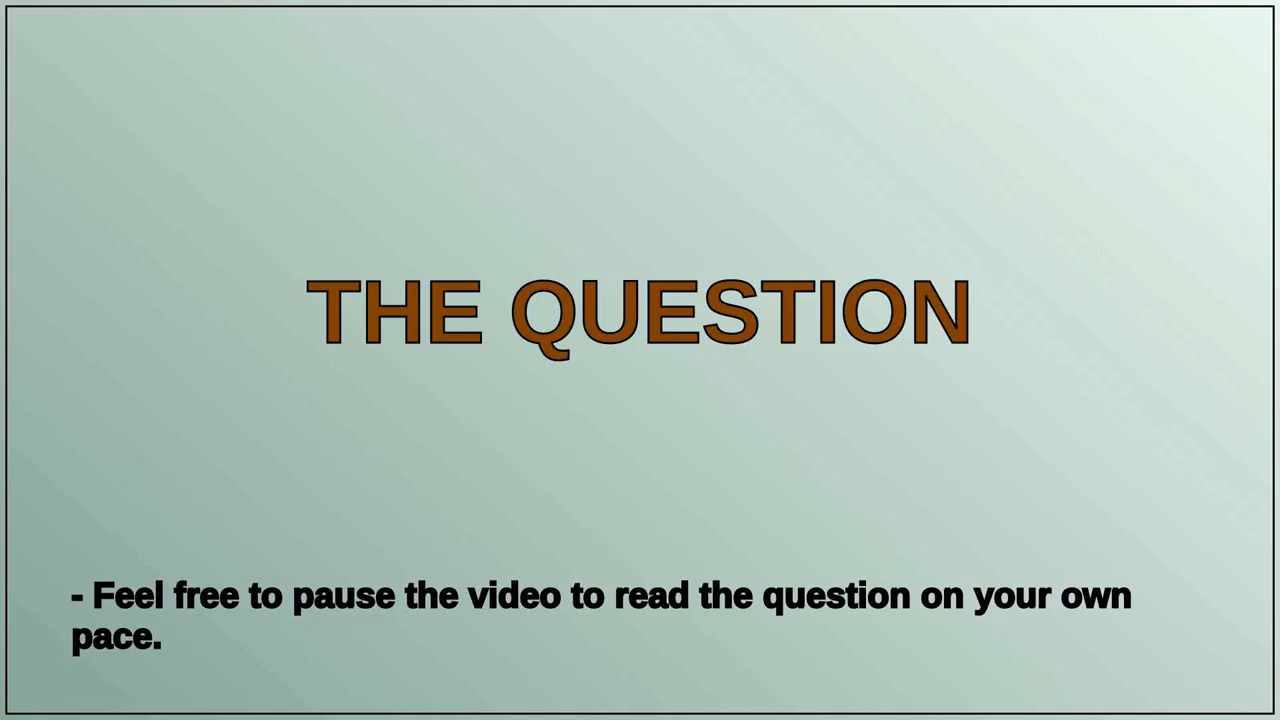 THE QUESTION
- Feel free to pause the video to read the question on your own
pace.